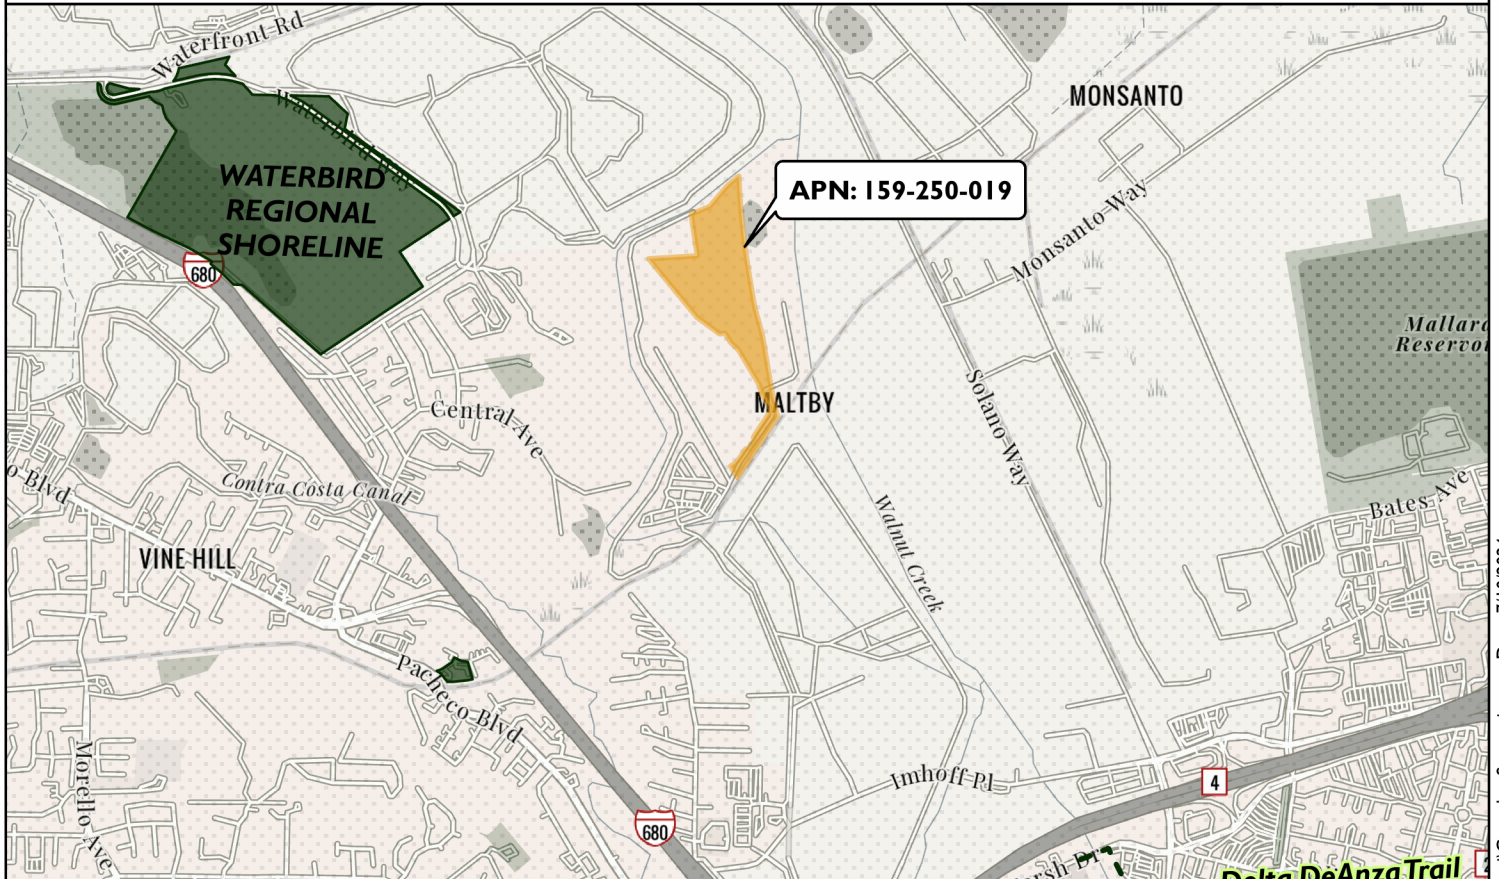 Waterfront Rd
MONSANTO
Waterbird Way
WATERBIRD
REGIONAL
SHORELINE
APN: 159-250-019
Monsanto Way
680
Mallard
MALTBY
Central Ave
Solano Way
Contra Costa Canal
o Blvd
Bates Ave
Walnut Creek
VINE HILL
Pacheco Blvd
Morello Ave
Imhoff Pl
4
680
Delta DeAnza Trail